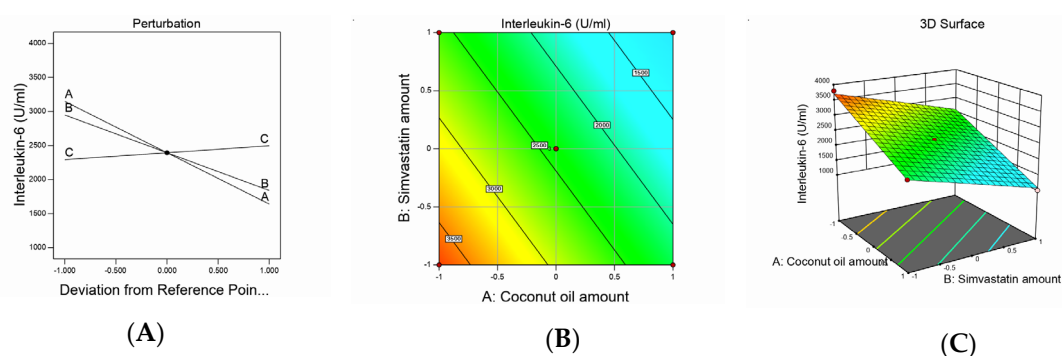 Perturbation
4000
3500
3000
2500
2000
1500
1000
Interleukin-6 (U/ml)
A
B
C
C
B
A
-1.000
-0.500
0.000
0.500
1.000
Deviation from Reference Poin...
(A)
Interleukin-6 (U/ml)
1
0.5
0
-0.5
-1
B: Simvastatin amount
1500
2000
2500
3000
3500
-1
-0.5
0
0.5
1
A: Coconut oil amount
(B)
3D Surface
4000
3500
3000
2500
2000
1500
1000
Interleukin-6 (U/ml)
-1
-0.5
0
0.5
1
-1
-0.5
0
0.5
1
A: Coconut oil amount
B: Simvastatin amount
(C)